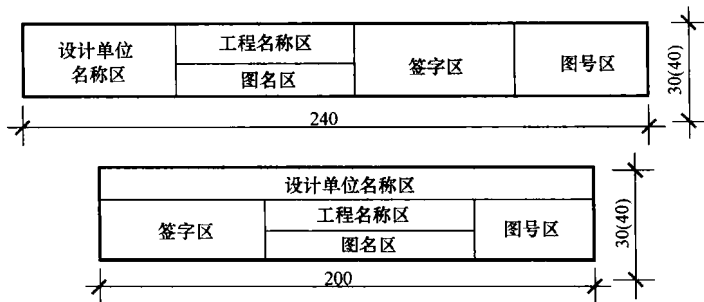 设计单位
名称区
工程名称区
图名区
签字区
图号区
30(40)
240
设计单位名称区
签字区
工程名称区
图名区
图号区
30(40)
200